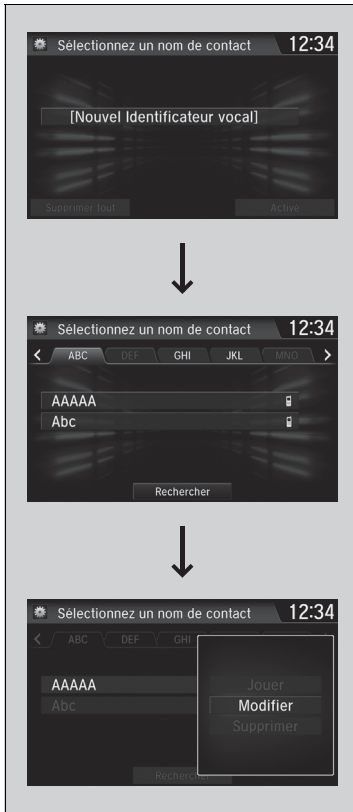 Sélectionnez un nom de contact 12:34
[Nouvel Identificateur vocal]
Supprimer tout Activé
Sélectionnez un nom de contact 12:34
ABC DEF GHI JKL MNO
AAAAA
Abc
Rechercher
Sélectionnez un nom de contact 12:34
ABC DEF GHI
AAAAA Jouer
Abc Modifier
Supprimer
Rechercher